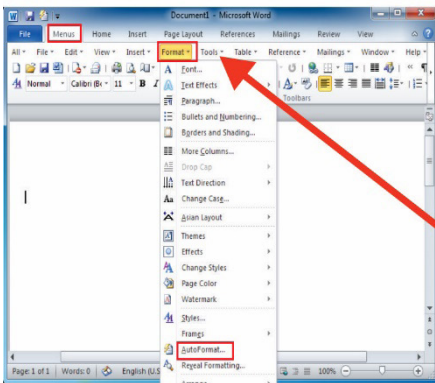 Document1 - Microsoft Word
File Menus Home Insert Page Layout References Mailings Review View
All File Edit View Insert Format Tools Table Reference Mailings Window Help
Normal Calibri (Bo 11 B I
Toolbars
Font...
Text Effects
Paragraph...
Bullets and Numbering...
Borders and Shading...
More Columns...
Drop Cap
Text Direction
Change Case...
Asian Layout
Themes
Effects
Change Styles
Page Color
Watermark
Styles...
Frames
AutoFormat...
Reveal Formatting...
Page: 1 of 1 Words: 0 English (U.S 100%